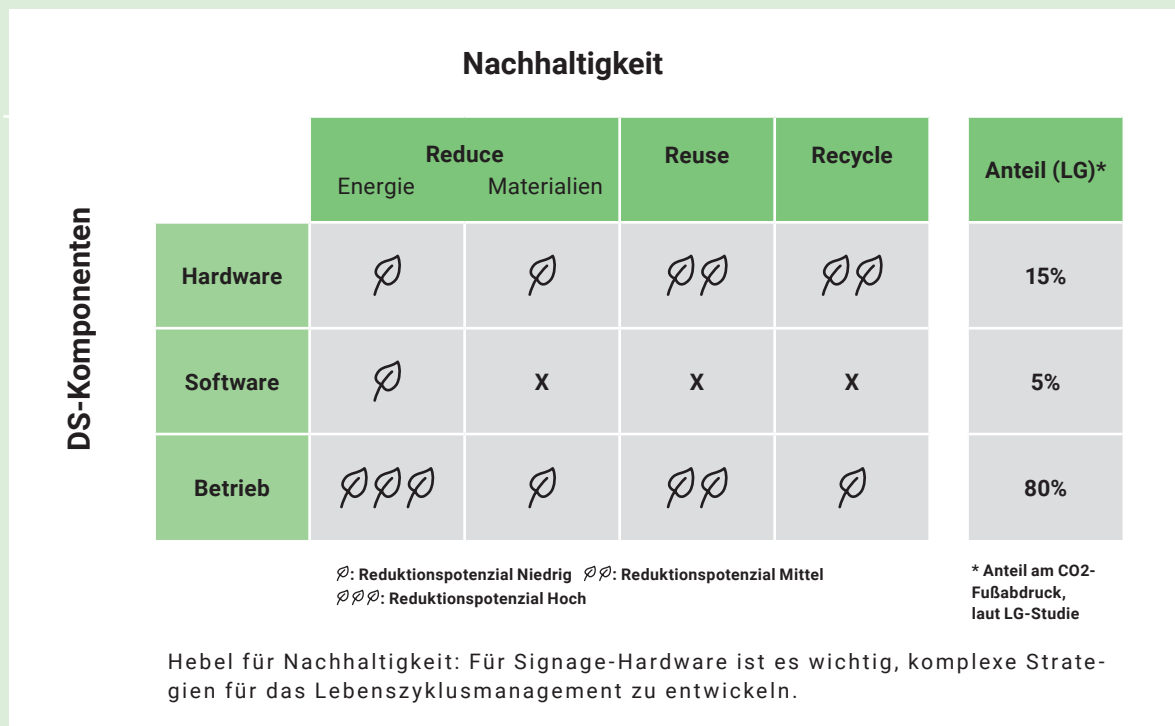 Nachhaltigkeit
DS-Komponenten
Reduce
Energie Materialien
Reuse
Recycle
Anteil (LG)*
Hardware
15%
Software
X X X
5%
Betrieb
80%
: Reduktionspotenzial Niedrig : Reduktionspotenzial Mittel
: Reduktionspotenzial Hoch
* Anteil am CO2-
Fußabdruck,
laut LG-Studie
Hebel für Nachhaltigkeit: Für Signage-Hardware ist es wichtig, komplexe Strate-
gien für das Lebenszyklusmanagement zu entwickeln.